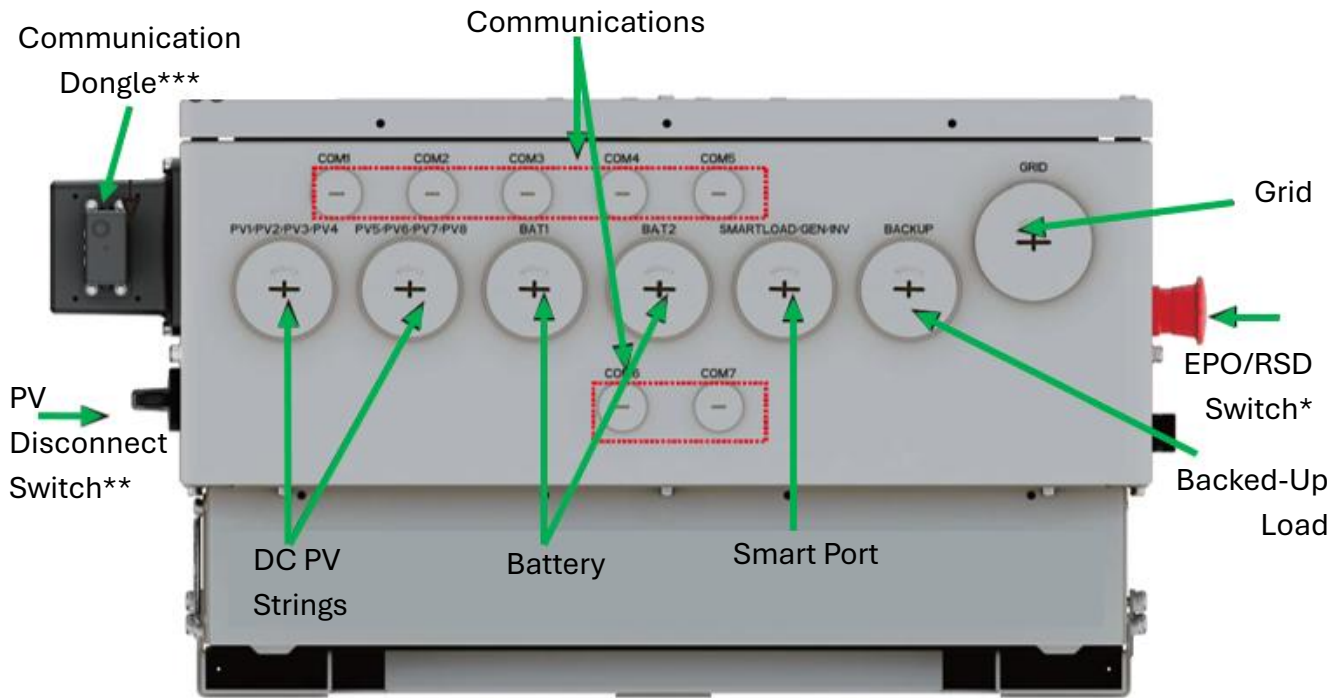 Communications
Communication
Dongle***
COM1 COM2 COM3 COM4 COM5
GRID
Grid
PV1/PV2/PV3/PV4 PV5/PV6/PV7/PV8 BAT1 BAT2 SMARTLOAD/GEN/INV BACKUP
EPO/RSD
Switch*
COM6 COM7
PV
Disconnect
Switch**
Backed-Up
Load
DC PV
Strings
Battery
Smart Port